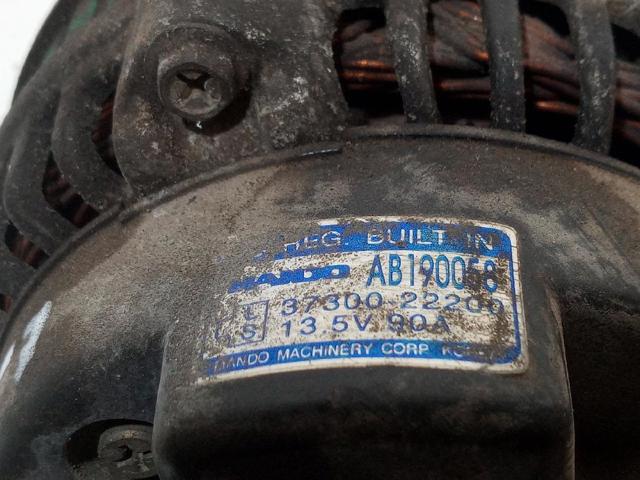 REG. BUILT IN
MANDO AB190058
L 37300-22200
S 13.5V 90A
MANDO MACHINERY CORP